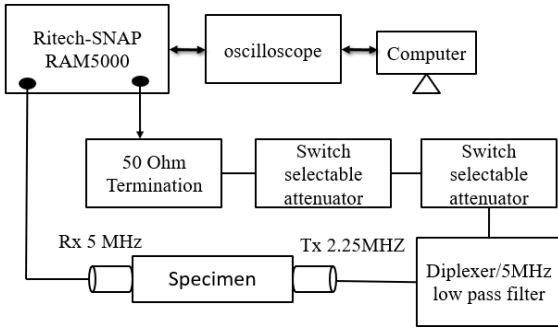 Ritech-SNAP
RAM5000
oscilloscope
Computer
50 Ohm
Termination
Switch
selectable
attenuator
Switch
selectable
attenuator
Rx 5 MHz
Tx 2.25MHZ
Specimen
Diplexer/5MHz
low pass filter